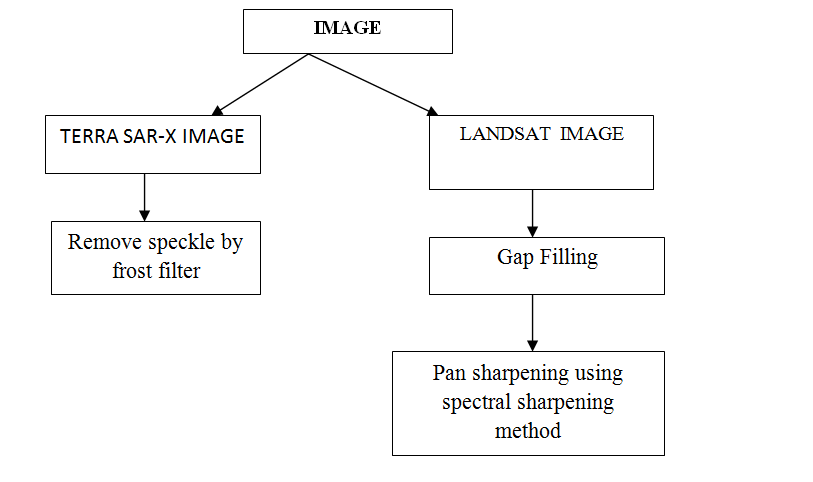 IMAGE
TERRA SAR-X IMAGE
LANDSAT IMAGE
Remove speckle by
frost filter
Gap Filling
Pan sharpening using
spectral sharpening
method